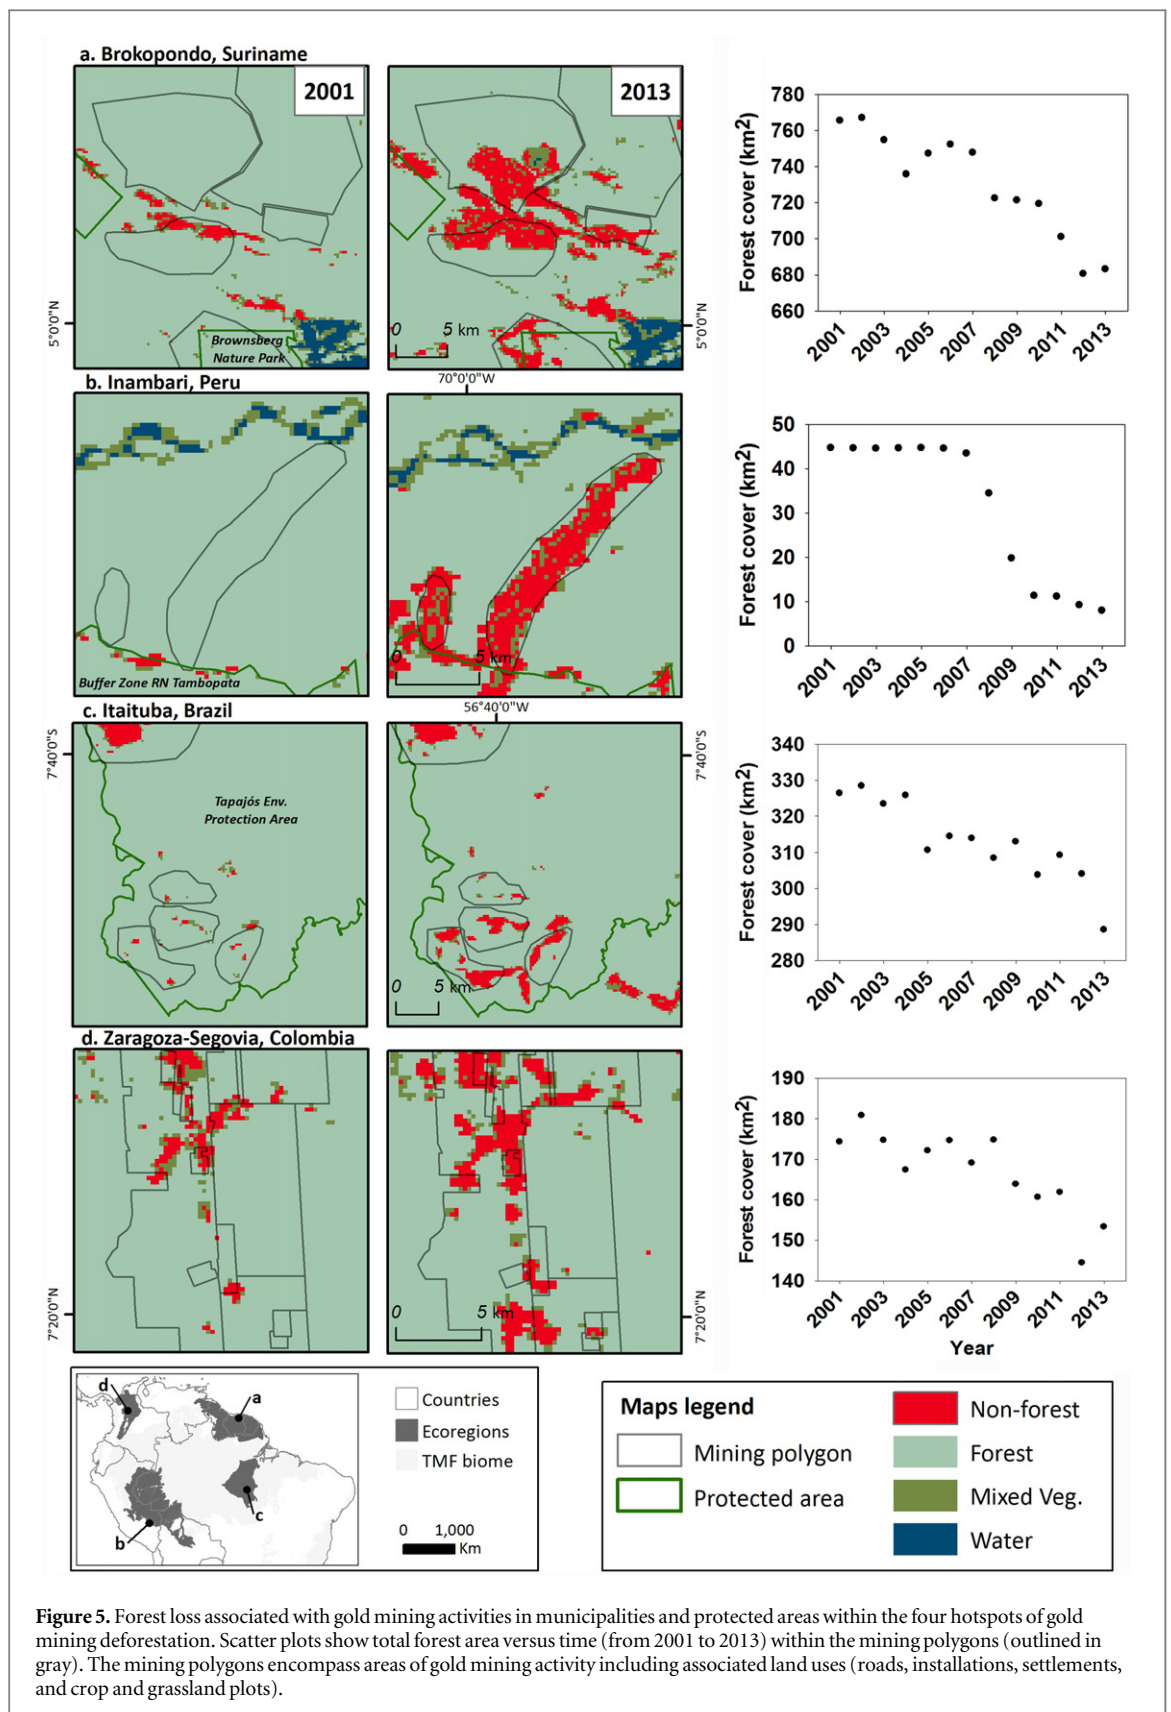 a. Brokopondo, Suriname
2001
2013
5°0'0"N
Brownsberg
Nature Park
0 5 km
5°0'0"N
Forest cover (km2)
780
760
740
720
700
680
660
2001 2003 2005 2007 2009 2011 2013
b. Inambari, Peru
70°0'0"W
Buffer Zone RN Tambopata
0 5 km
Forest cover (km2)
50
40
30
20
10
0
2001 2003 2005 2007 2009 2011 2013
c. Itaituba, Brazil
56°40'0"W
7°40'0"S
Tapajós Env.
Protection Area
0 5 km
7°40'0"S
Forest cover (km2)
340
330
320
310
300
290
280
2001 2003 2005 2007 2009 2011 2013
d. Zaragoza-Segovia, Colombia
7°20'0"N
0 5 km
7°20'0"N
Forest cover (km2)
190
180
170
160
150
140
2001 2003 2005 2007 2009 2011 2013
Year
d
a
b
c
Countries
Ecoregions
TMF biome
0 1,000
Km
Maps legend
Mining polygon
Protected area
Non-forest
Forest
Mixed Veg.
Water
Figure 5. Forest loss associated with gold mining activities in municipalities and protected areas within the four hotspots of gold
mining deforestation. Scatter plots show total forest area versus time (from 2001 to 2013) within the mining polygons (outlined in
gray). The mining polygons encompass areas of gold mining activity including associated land uses (roads, installations, settlements,
and crop and grassland plots).